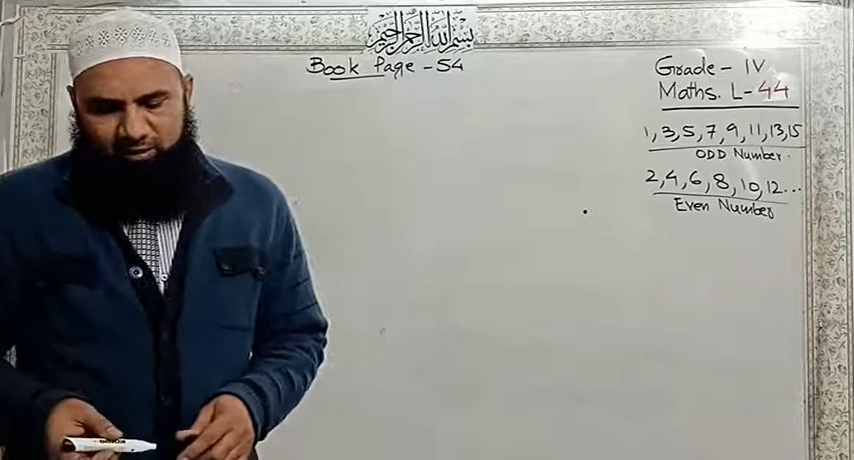 بسم الله الرحمن الرحيم
Book Page - 54
Grade - IV
Maths. L- 44
1, 3, 5, 7, 9, 11, 13, 15
ODD Number.
2, 4, 6, 8, 10, 12...
Even Number